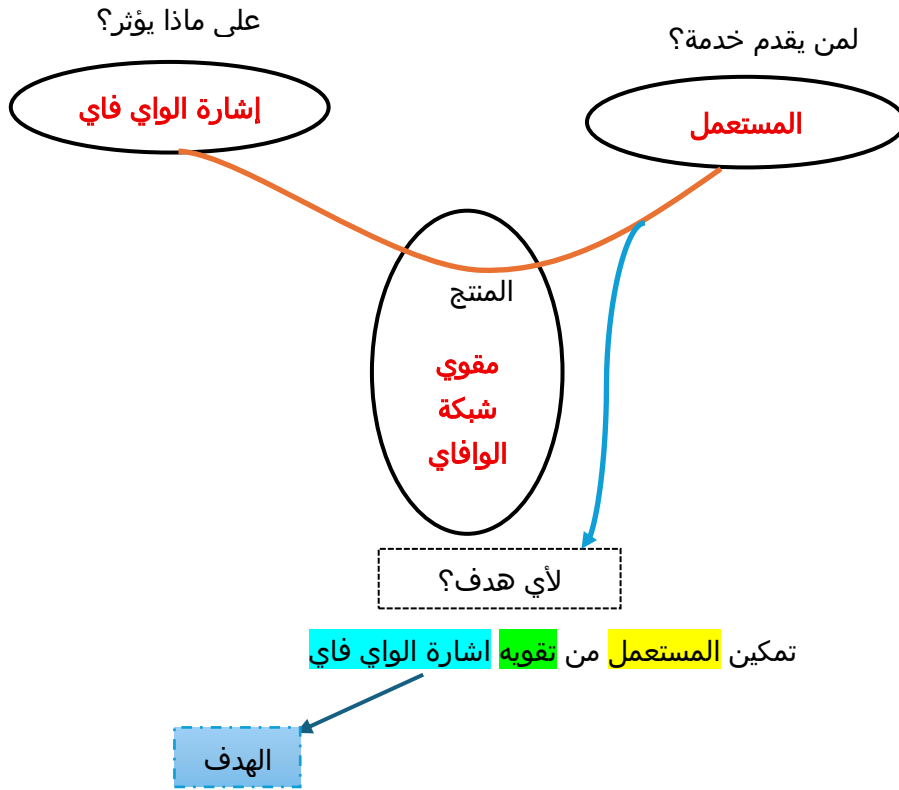 على ماذا يؤثر؟
لمن يقدم خدمة؟
إشارة الواي فاي
المستعمل
المنتج
مقوي
شبكة
الوافاي
لأي هدف؟
تمكين المستعمل من تقويه اشارة الواي فاي
الهدف